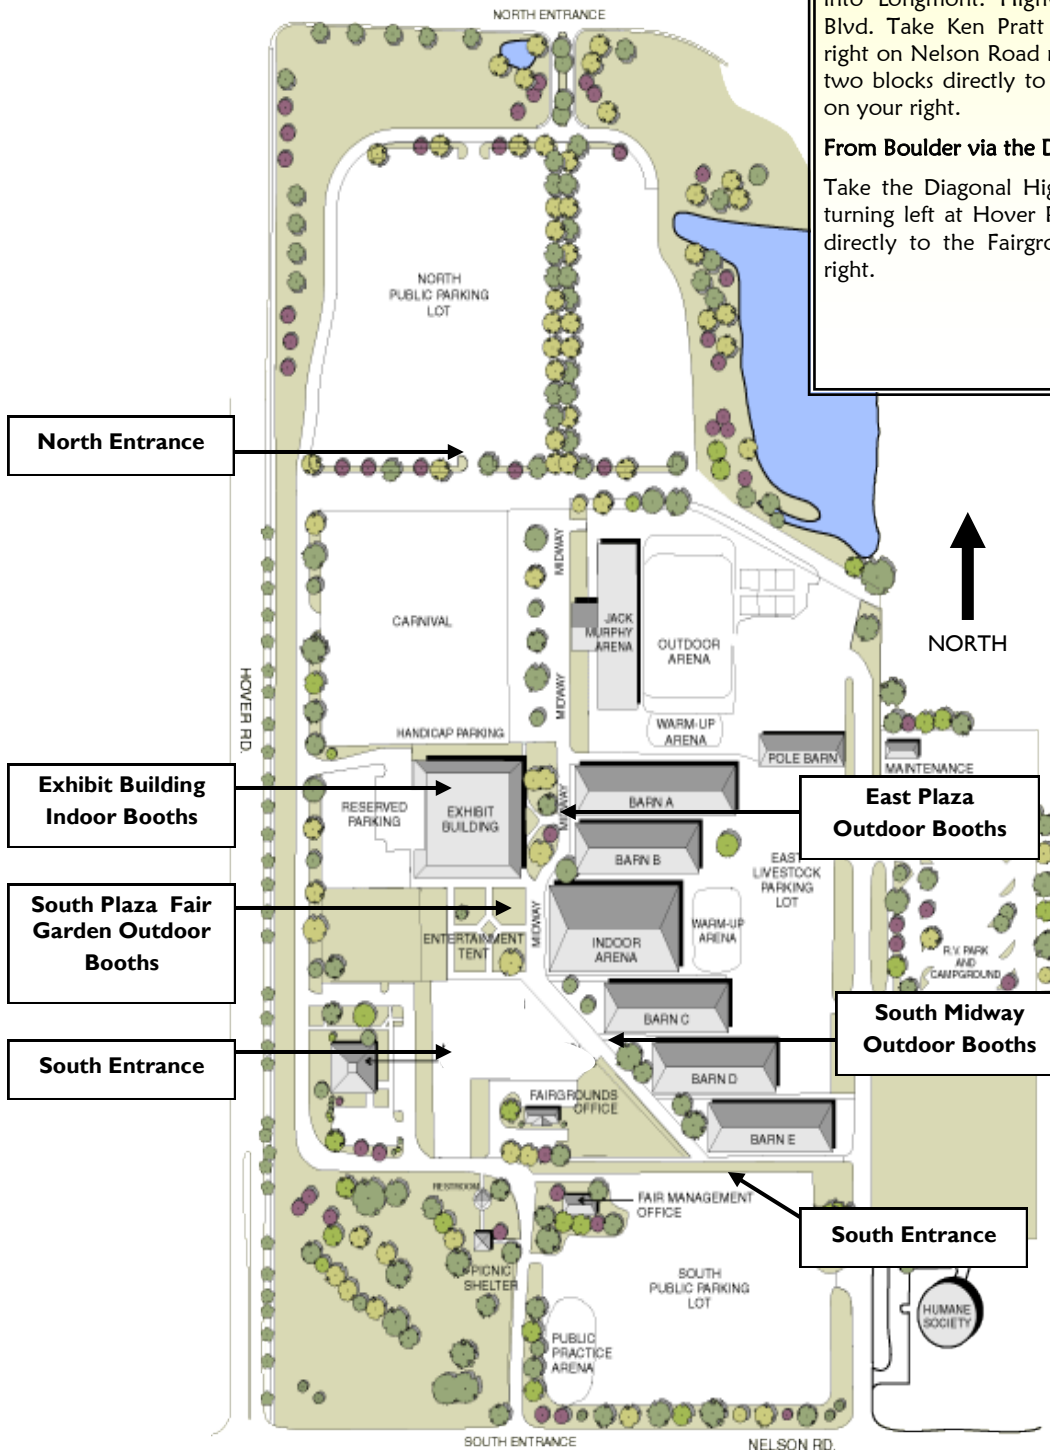 NORTH ENTRANCE
into Longmont. High
Blvd. Take Ken Pratt
right on Nelson Road
two blocks directly to
on your right.
From Boulder via the D
Take the Diagonal Hig
turning left at Hover
directly to the Fairgro
right.
NORTH
PUBLIC PARKING
LOT
North Entrance
MIDWAY
CARNIVAL
JACK
MURPHY
ARENA
OUTDOOR
ARENA
NORTH
HOVER RD.
MIDWAY
WARM-UP
ARENA
HANDICAP PARKING
POLE BARN
MAINTENANCE
Exhibit Building
Indoor Booths
RESERVED
PARKING
EXHIBIT
BUILDING
MIDWAY
BARN A
East Plaza
Outdoor Booths
BARN B
EAST
LIVESTOCK
PARKING
LOT
South Plaza Fair
Garden Outdoor
Booths
ENTERTAINMENT
TENT
MIDWAY
INDOOR
ARENA
WARM-UP
ARENA
R.V. PARK
AND
CAMPGROUND
BARN C
South Midway
Outdoor Booths
South Entrance
BARN D
FAIRGROUNDS
OFFICE
BARN E
RESTROOM
FAIR MANAGEMENT
OFFICE
South Entrance
PICNIC
SHELTER
SOUTH
PUBLIC PARKING
LOT
HUMANE
SOCIETY
PUBLIC
PRACTICE
ARENA
SOUTH ENTRANCE
NELSON RD.